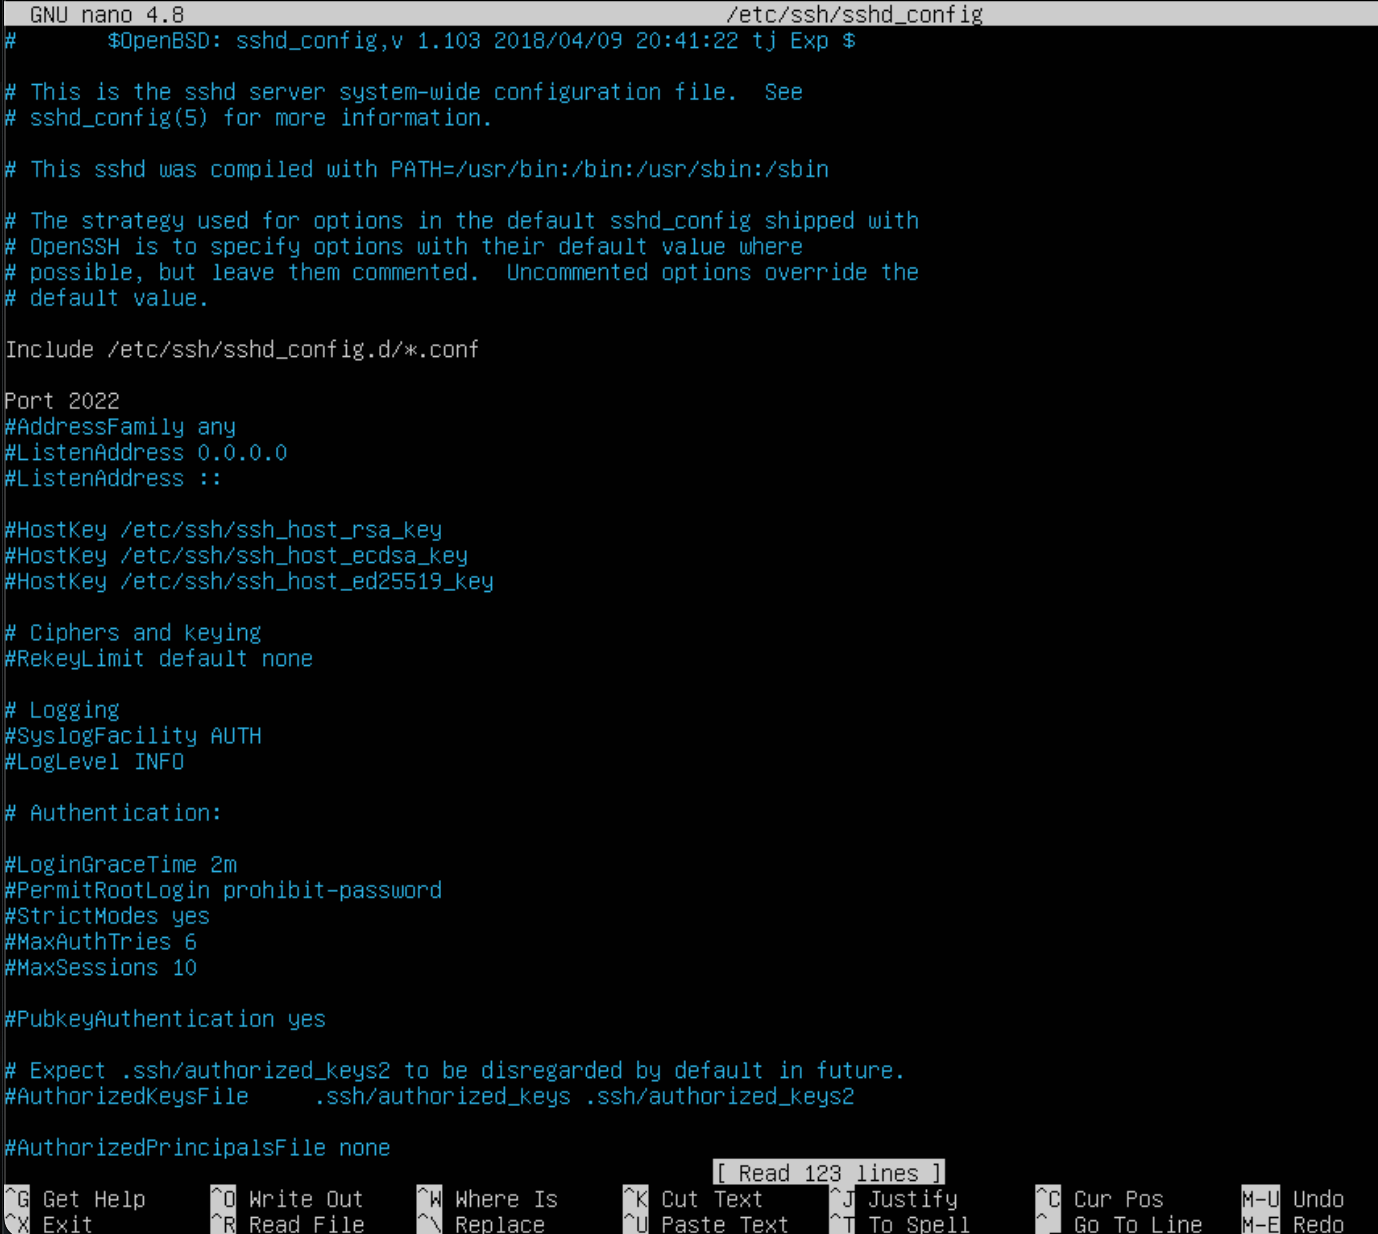 GNU nano 4.8 /etc/ssh/sshd_config
# $OpenBSD: sshd_config,v 1.103 2018/04/09 20:41:22 tj Exp $
# This is the sshd server system-wide configuration file. See
# sshd_config(5) for more information.
# This sshd was compiled with PATH=/usr/bin:/bin:/usr/sbin:/sbin
# The strategy used for options in the default sshd_config shipped with
# OpenSSH is to specify options with their default value where
# possible, but leave them commented. Uncommented options override the
# default value.
Include /etc/ssh/sshd_config.d/*.conf
Port 2022
#AddressFamily any
#ListenAddress 0.0.0.0
#ListenAddress ::
#HostKey /etc/ssh/ssh_host_rsa_key
#HostKey /etc/ssh/ssh_host_ecdsa_key
#HostKey /etc/ssh/ssh_host_ed25519_key
# Ciphers and keying
#RekeyLimit default none
# Logging
#SyslogFacility AUTH
#LogLevel INFO
# Authentication:
#LoginGraceTime 2m
#PermitRootLogin prohibit-password
#StrictModes yes
#MaxAuthTries 6
#MaxSessions 10
#PubkeyAuthentication yes
# Expect .ssh/authorized_keys2 to be disregarded by default in future.
#AuthorizedKeysFile .ssh/authorized_keys .ssh/authorized_keys2
#AuthorizedPrincipalsFile none
[ Read 123 lines ]
^G Get Help ^O Write Out ^W Where Is ^K Cut Text ^J Justify ^C Cur Pos M-U Undo
^X Exit ^R Read File ^\ Replace ^U Paste Text ^T To Spell ^_ Go To Line M-E Redo